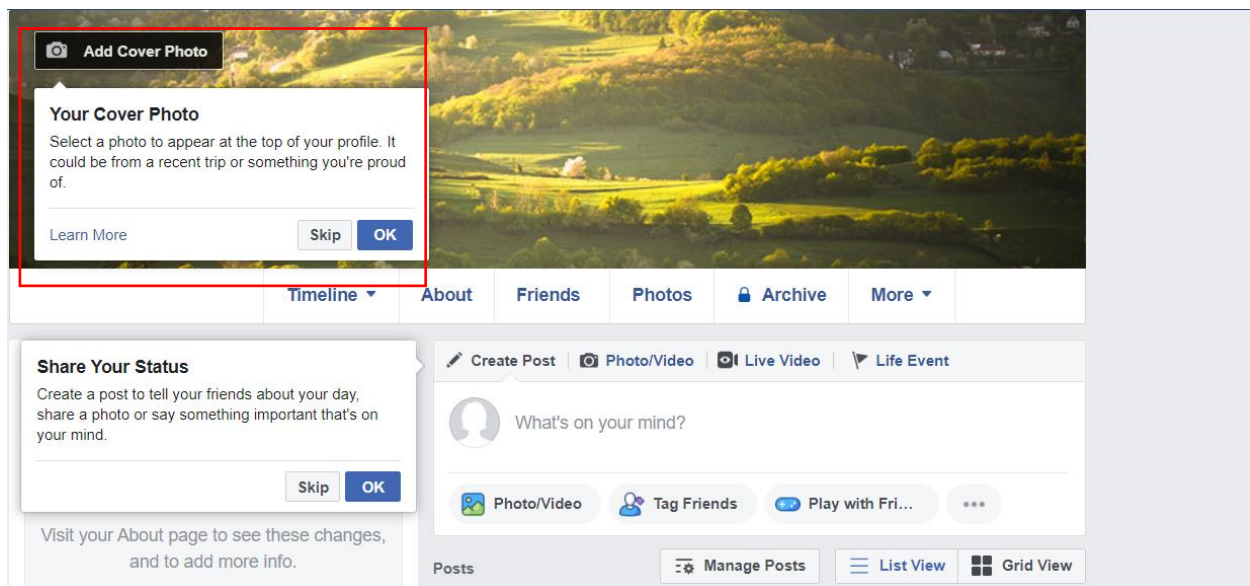 Add Cover Photo
Your Cover Photo
Select a photo to appear at the top of your profile. It
could be from a recent trip or something you're proud
of.
Learn More Skip OK
Timeline About Friends Photos Archive More
Share Your Status
Create a post to tell your friends about your day,
share a photo or say something important that's on
your mind.
Skip OK
Visit your About page to see these changes,
and to add more info.
Create Post Photo/Video Live Video Life Event
What's on your mind?
Photo/Video Tag Friends Play with Fri...
Posts Manage Posts List View Grid View